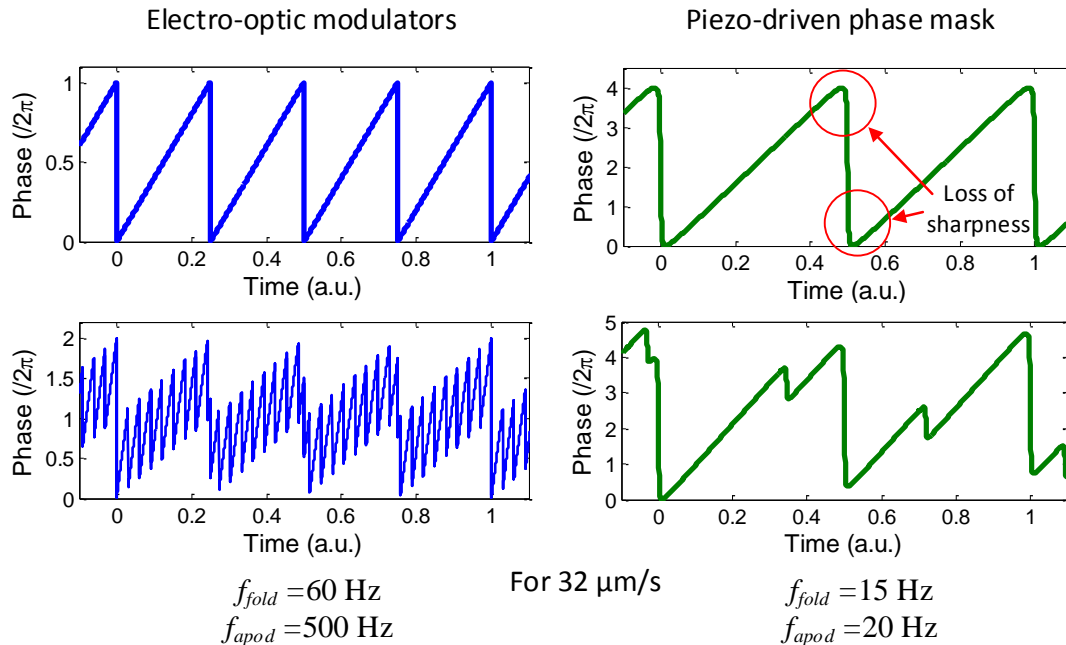 Electro-optic modulators
Piezo-driven phase mask
Phase (/2π)
1
0.5
0
0 0.2 0.4 0.6 0.8 1
Time (a.u.)
Phase (/2π)
4
3
2
1
0
0 0.2 0.4 0.6 0.8 1
Time (a.u.)
Loss of
sharpness
Phase (/2π)
2
1.5
1
0.5
0
0 0.2 0.4 0.6 0.8 1
Time (a.u.)
Phase (/2π)
5
4
3
2
1
0
0 0.2 0.4 0.6 0.8 1
Time (a.u.)
f_fold =60 Hz
f_apod =500 Hz
For 32 µm/s
f_fold =15 Hz
f_apod =20 Hz